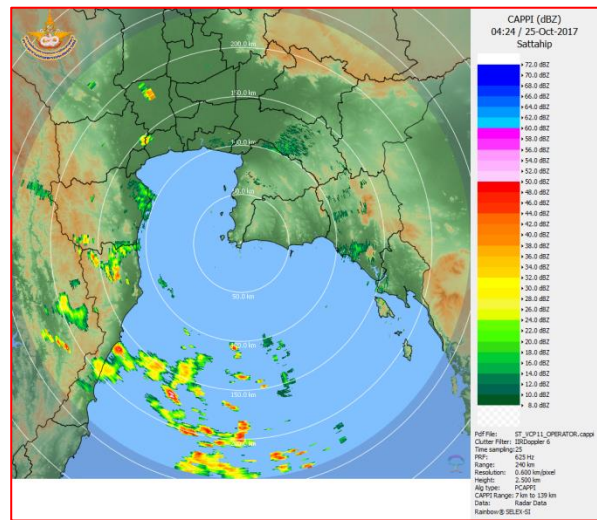 CAPPI (dBZ)
04:24 / 25-Oct-2017
Sattahip
72.0 dBZ
70.0 dBZ
68.0 dBZ
66.0 dBZ
64.0 dBZ
62.0 dBZ
60.0 dBZ
58.0 dBZ
56.0 dBZ
54.0 dBZ
52.0 dBZ
50.0 dBZ
48.0 dBZ
46.0 dBZ
44.0 dBZ
42.0 dBZ
40.0 dBZ
38.0 dBZ
36.0 dBZ
34.0 dBZ
32.0 dBZ
30.0 dBZ
28.0 dBZ
26.0 dBZ
24.0 dBZ
22.0 dBZ
20.0 dBZ
18.0 dBZ
16.0 dBZ
14.0 dBZ
12.0 dBZ
10.0 dBZ
8.0 dBZ
200.0 km
150.0 km
100.0 km
50.0 km
50.0 km
100.0 km
150.0 km
Pdf File: ST_VCP11_OPERATOR.cappi
Clutter Filter: IIRDoppler 6
Time sampling:25
PRF: 625 Hz
Range: 240 km
Resolution: 0.600 km/pixel
Height: 2.500 km
Alg type: PCAPPI
CAPPI Range: 7 km to 139 km
Data: Radar Data
Rainbow® SELEX-SI